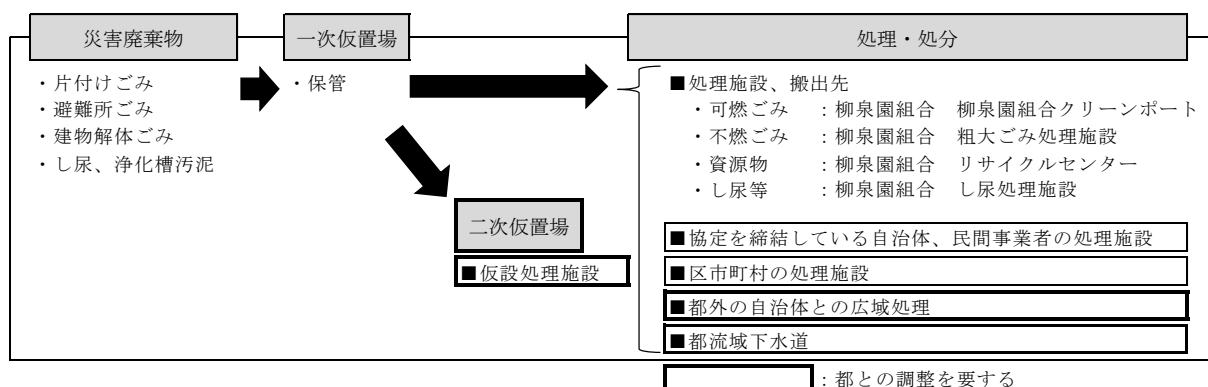 災害廃棄物
・片付けごみ
・避難所ごみ
・建物解体ごみ
・し尿、浄化槽汚泥
一次仮置場
・保管
二次仮置場
■仮設処理施設
処理・処分
■処理施設、搬出先
・可燃ごみ ：柳泉園組合 柳泉園組合クリーンポート
・不燃ごみ ：柳泉園組合 粗大ごみ処理施設
・資源物 ：柳泉園組合 リサイクルセンター
・し尿等 ：柳泉園組合 し尿処理施設
■協定を締結している自治体、民間事業者の処理施設
■区市町村の処理施設
■都外の自治体との広域処理
■都流域下水道
：都との調整を要する